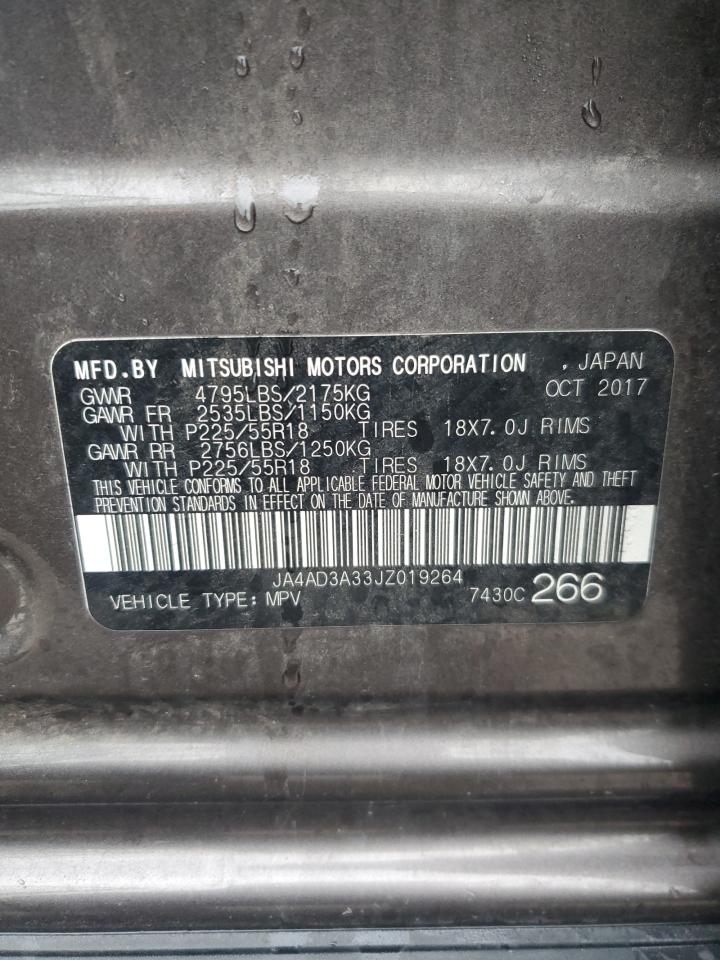 MFD.BY MITSUBISHI MOTORS CORPORATION , JAPAN
GVWR 4795LBS/2175KG OCT 2017
GAWR FR 2535LBS/1150KG
WITH P225/55R18 TIRES 18X7.0J RIMS
GAWR RR 2756LBS/1250KG
WITH P225/55R18 TIRES 18X7.0J RIMS
THIS VEHICLE CONFORMS TO ALL APPLICABLE FEDERAL MOTOR VEHICLE SAFETY AND THEFT
PREVENTION STANDARDS IN EFFECT ON THE DATE OF MANUFACTURE SHOWN ABOVE.
JA4AD3A33JZ019264
VEHICLE TYPE: MPV 7430C 266